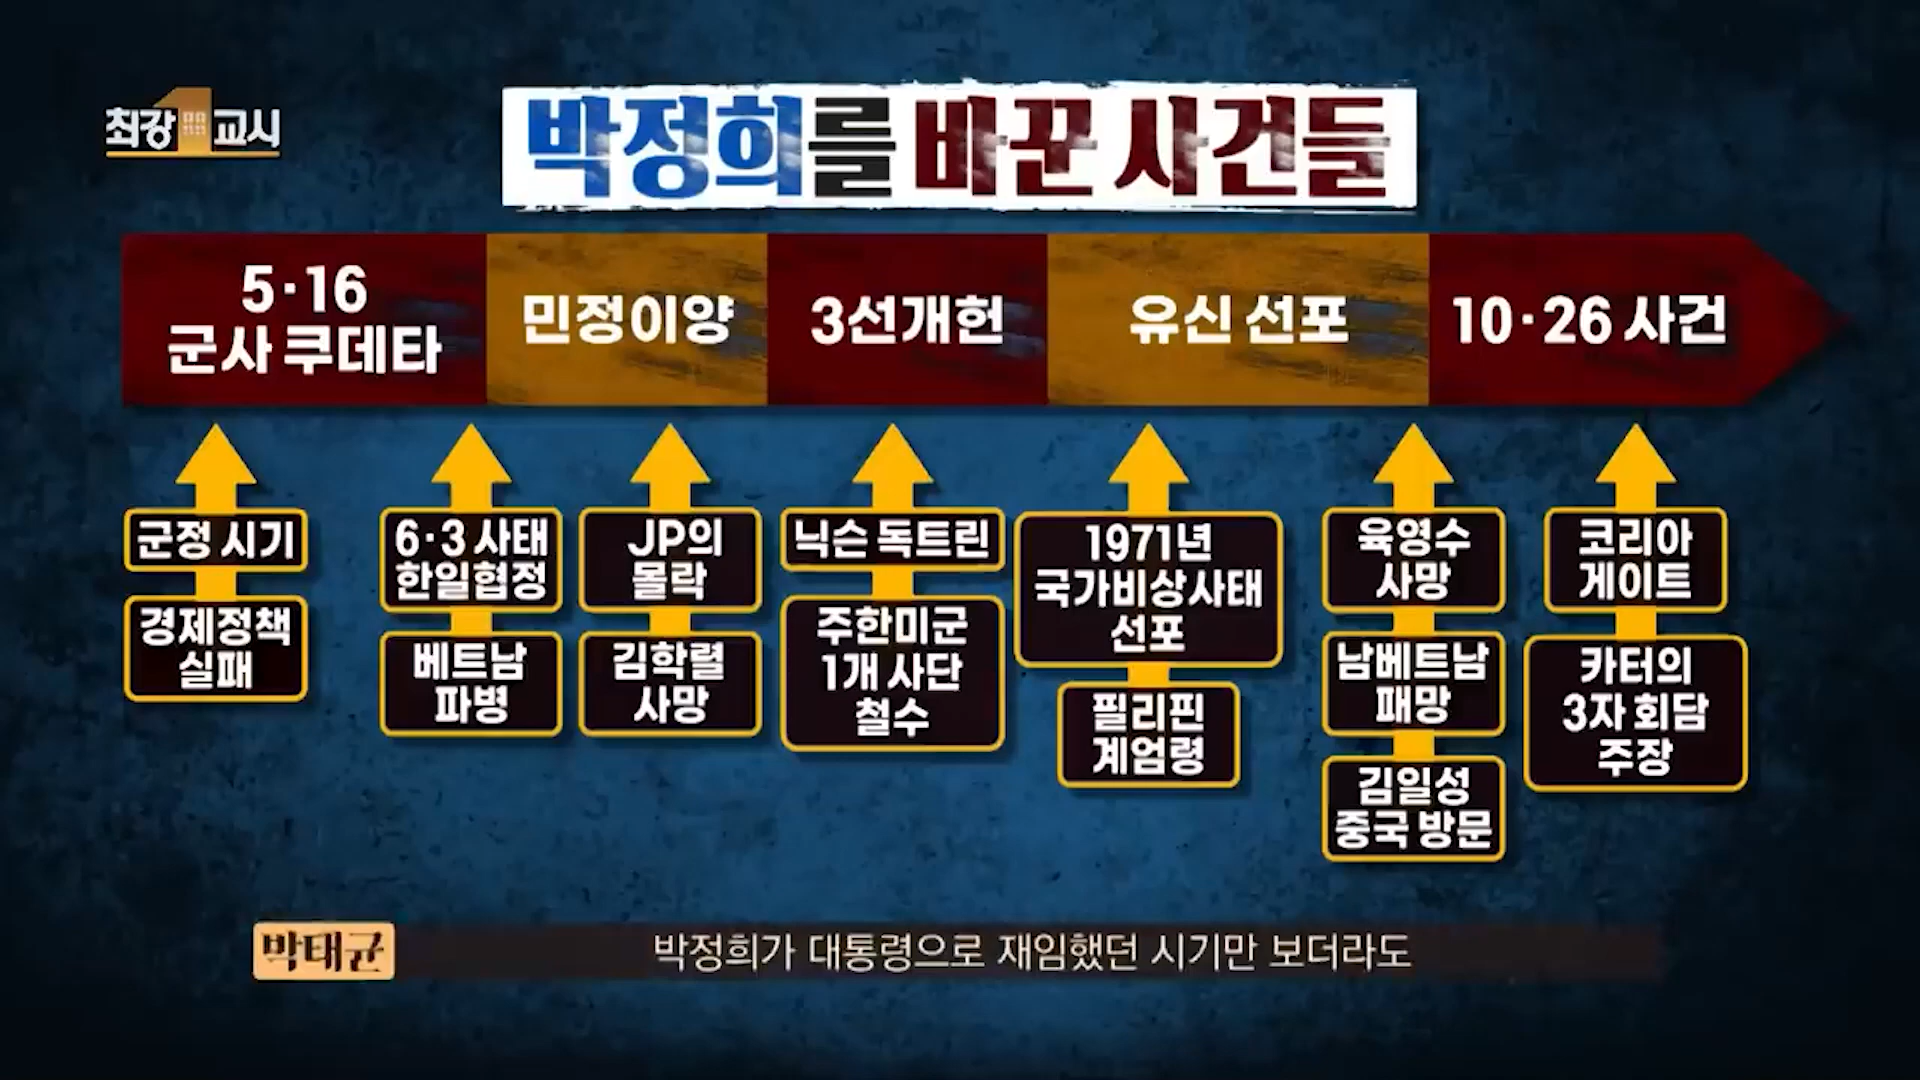 최강1교시
박정희를 바꾼 사건들
5·16
군사 쿠데타
민정이양
3선개헌
유신 선포
10·26 사건
군정 시기
경제정책
실패
6·3 사태
한일협정
베트남
파병
JP의
몰락
김학렬
사망
닉슨 독트린
주한미군
1개 사단
철수
1971년
국가비상사태
선포
필리핀
계엄령
육영수
사망
남베트남
패망
김일성
중국 방문
코리아
게이트
카터의
3자 회담
주장
박태균
박정희가 대통령으로 재임했던 시기만 보더라도